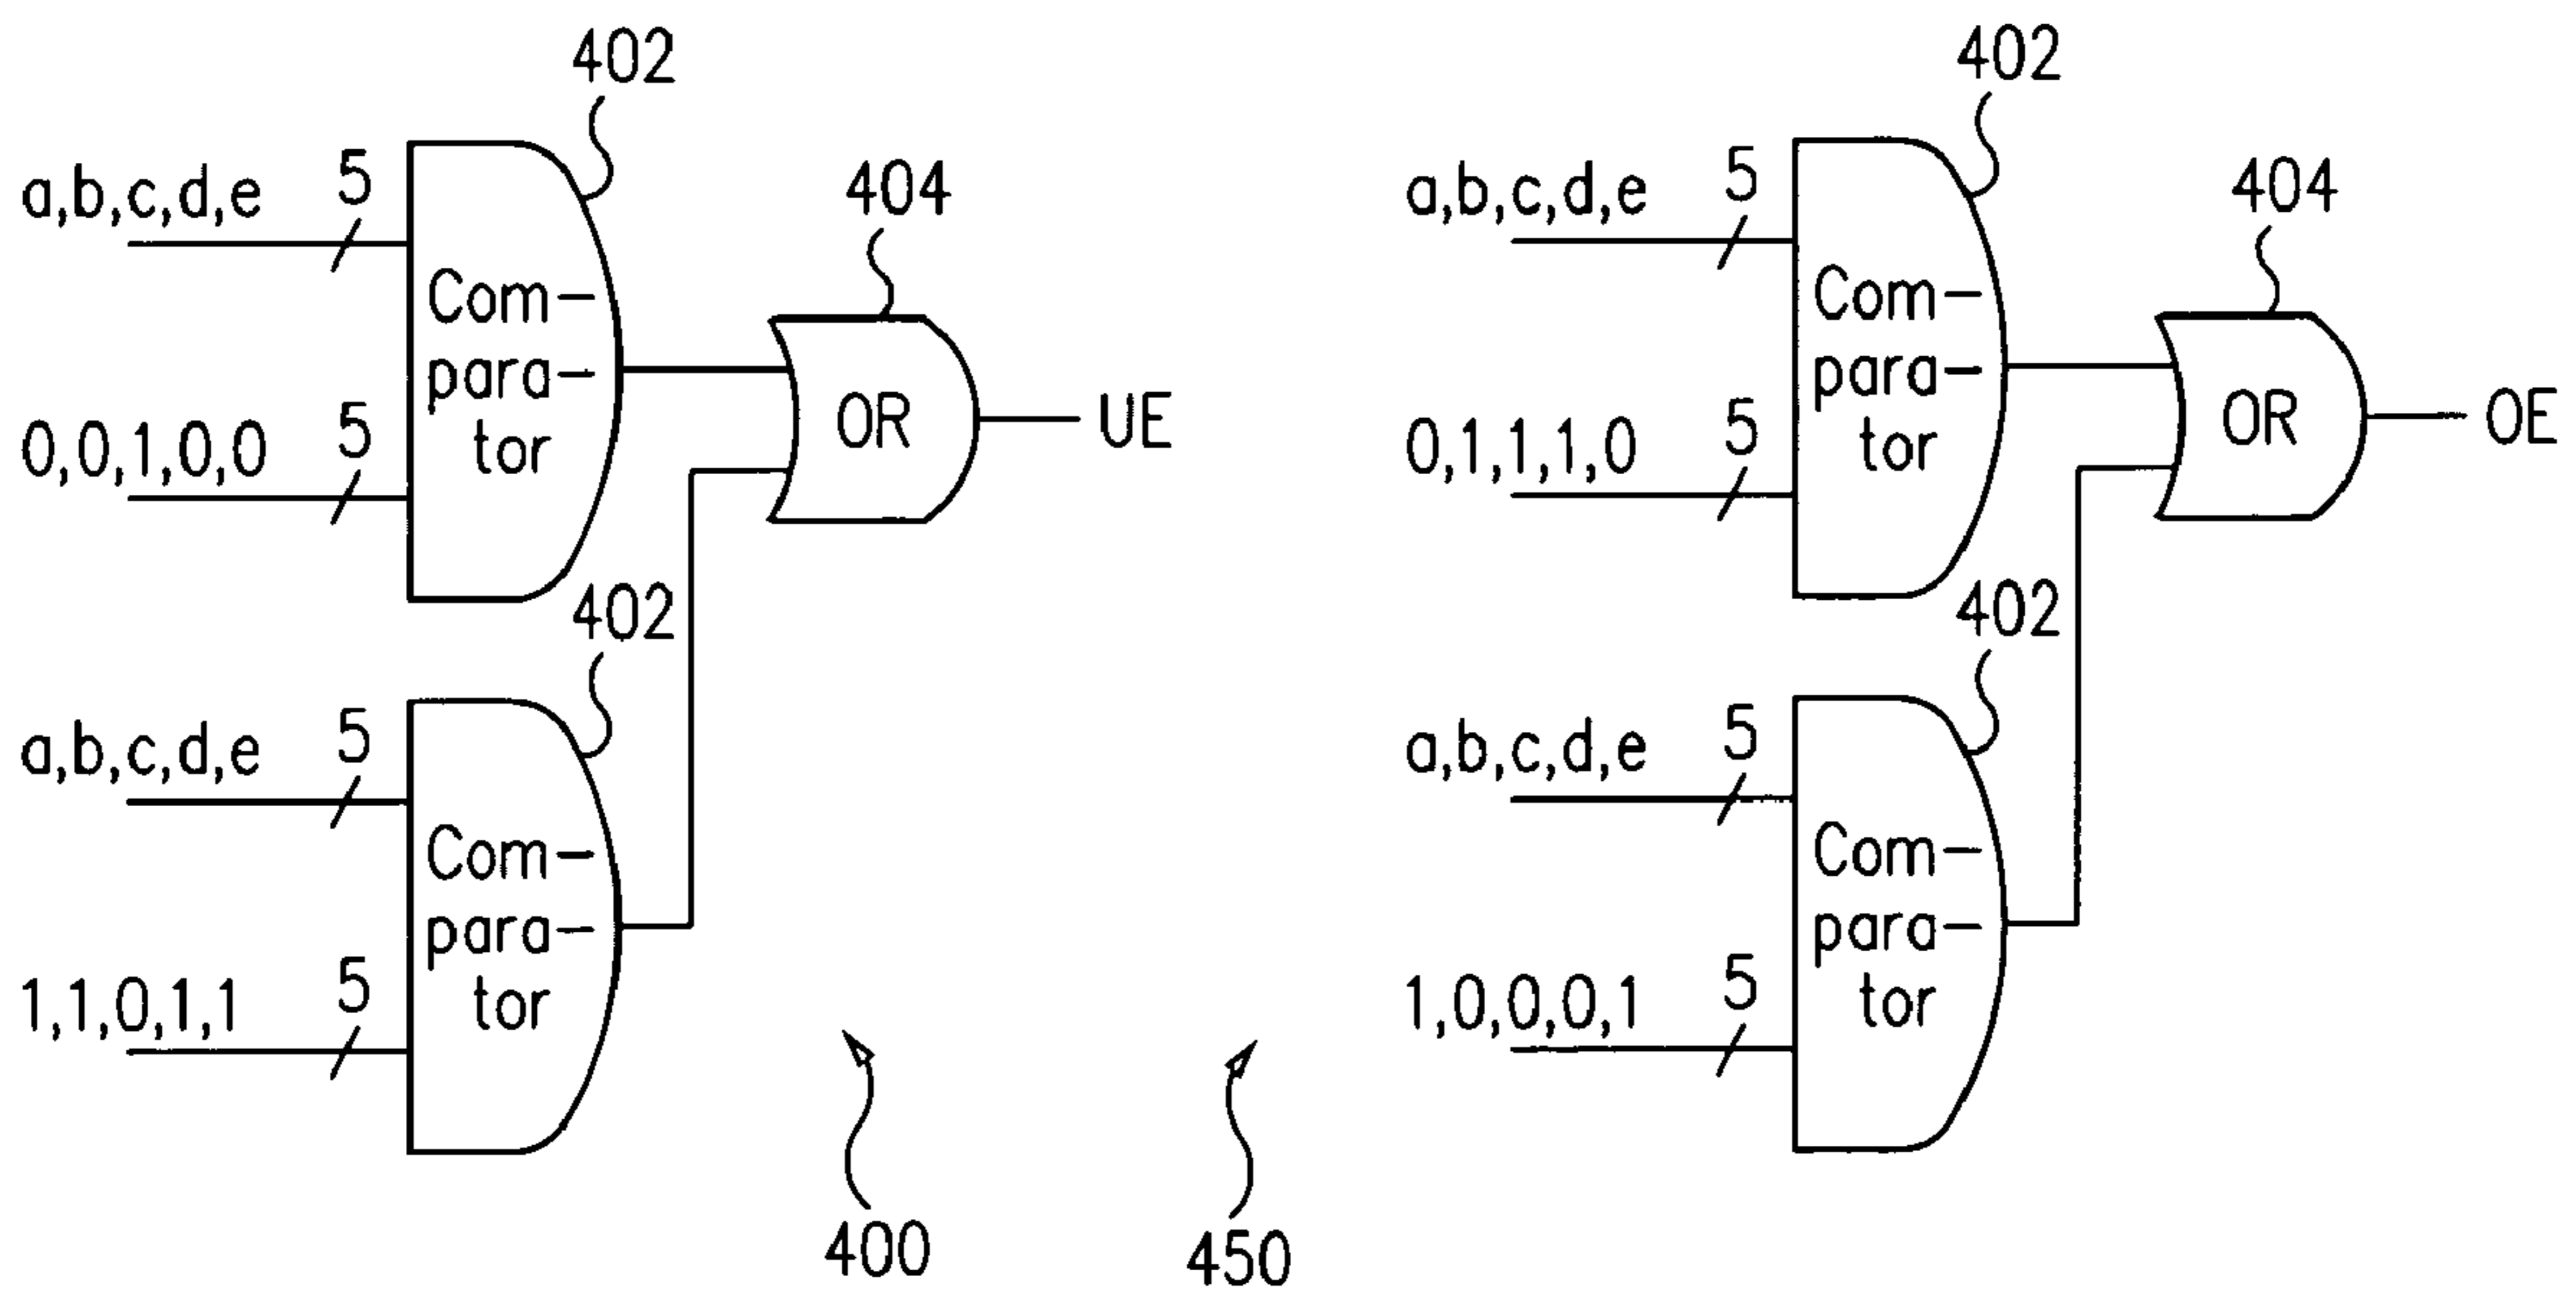 402
a,b,c,d,e
5
404
Com-
para-
tor
OR
UE
0,0,1,0,0
5
402
a,b,c,d,e
5
Com-
para-
tor
1,1,0,1,1
5
400
402
a,b,c,d,e
5
404
Com-
para-
tor
OR
OE
0,1,1,1,0
5
402
a,b,c,d,e
5
Com-
para-
tor
1,0,0,0,1
5
450